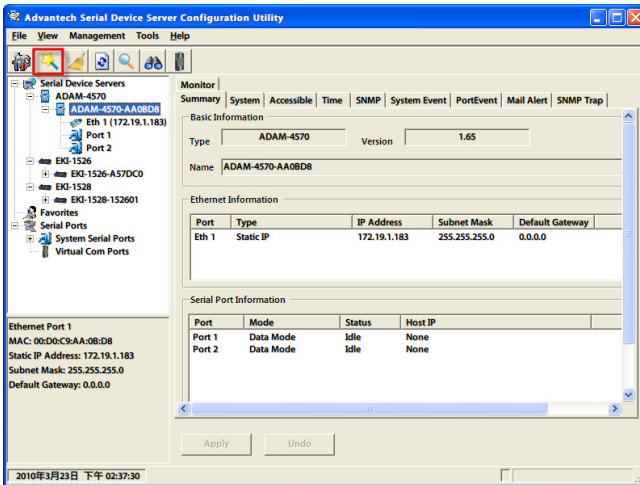 Advantech Serial Device Server Configuration Utility
File View Management Tools Help
Serial Device Servers
ADAM-4570
ADAM-4570-AA0BD8
Eth 1 (172.19.1.183)
Port 1
Port 2
EKI-1526
EKI-1526-A57DC0
EKI-1528
EKI-1528-152601
Favorites
Serial Ports
System Serial Ports
Virtual Com Ports
Ethernet Port 1
MAC: 00:D0:C9:AA:0B:D8
Static IP Address: 172.19.1.183
Subnet Mask: 255.255.255.0
Default Gateway: 0.0.0.0
Monitor
Summary System Accessible Time SNMP System Event PortEvent Mail Alert SNMP Trap
Basic Information
Type ADAM-4570 Version 1.65
Name ADAM-4570-AA0BD8
Ethernet Information
Port Type IP Address Subnet Mask Default Gateway
Eth 1 Static IP 172.19.1.183 255.255.255.0 0.0.0.0
Serial Port Information
Port Mode Status Host IP
Port 1 Data Mode Idle None
Port 2 Data Mode Idle None
Apply Undo
2010年3月23日 下午 02:37:30